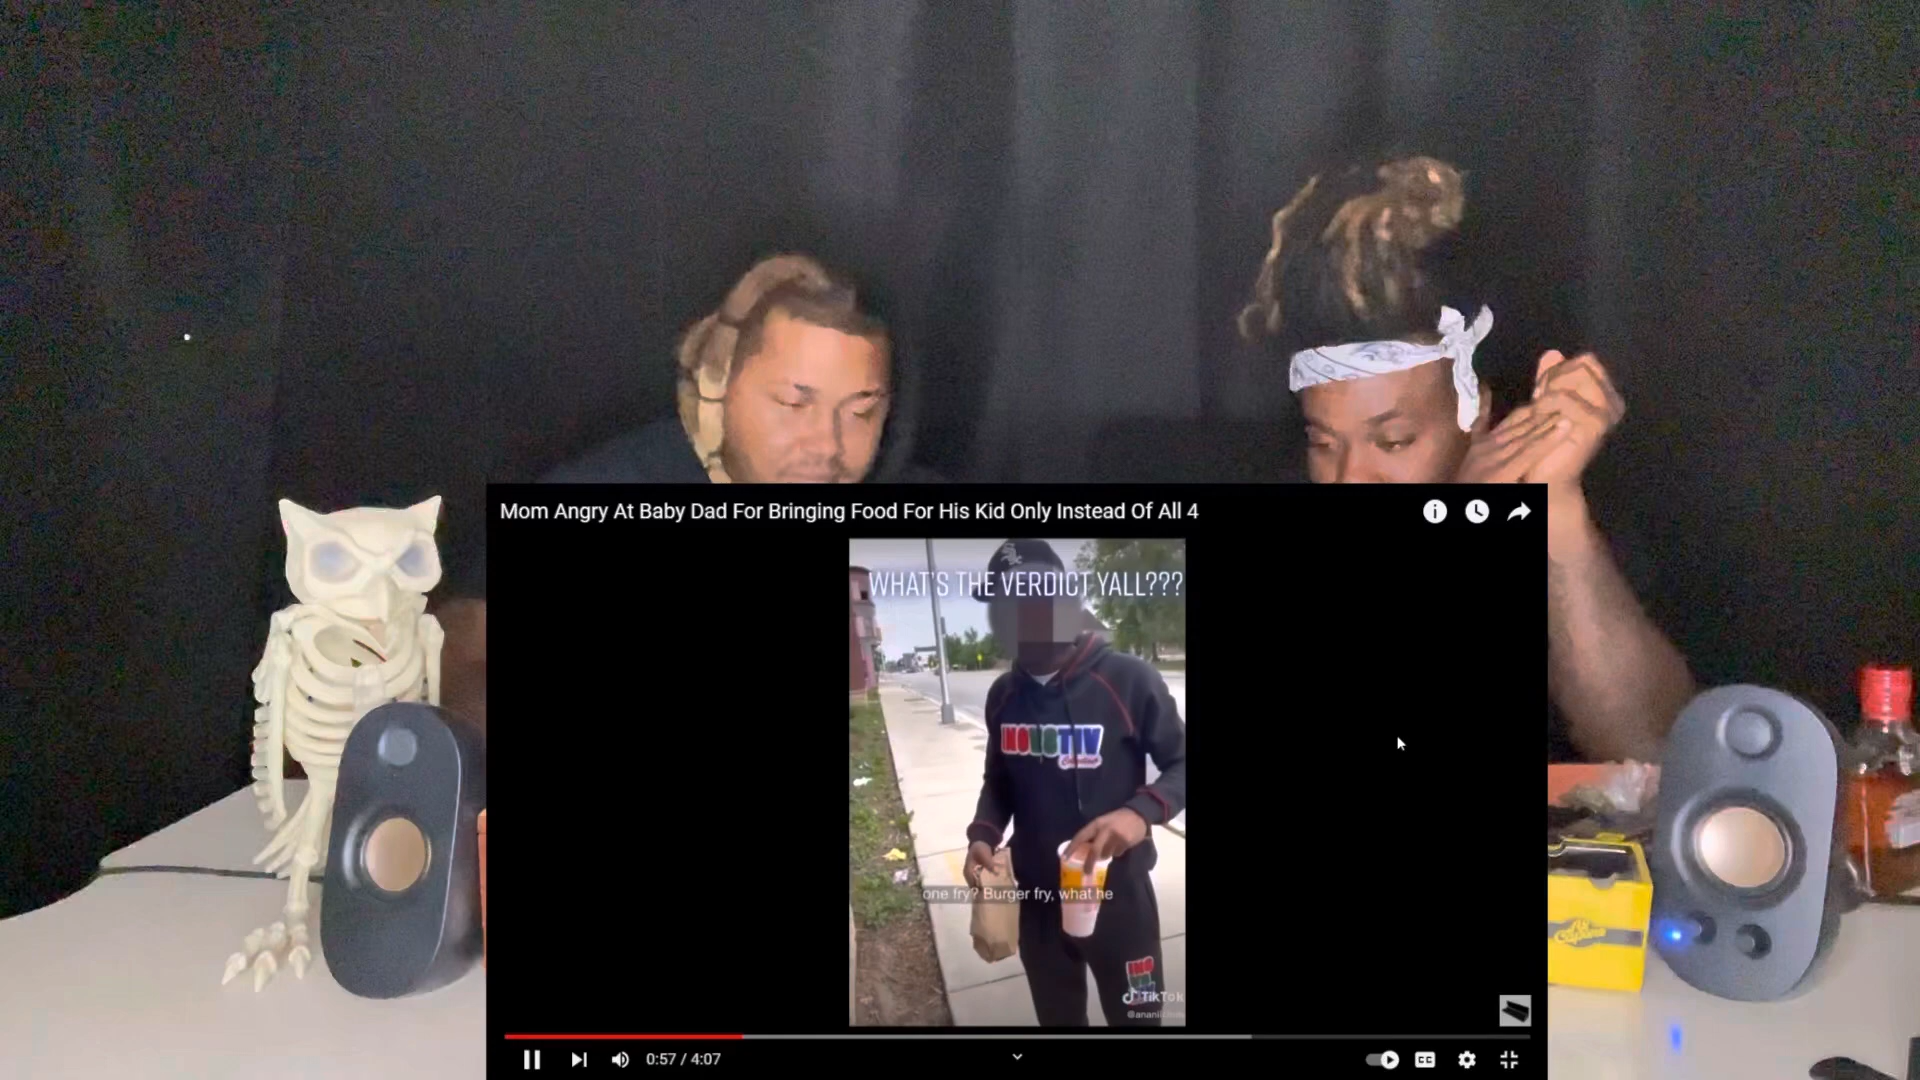 Mom Angry At Baby Dad For Bringing Food For His Kid Only Instead Of All 4
WHAT'S THE VERDICT YALL???
one fry? Burger fry, what he
TikTok
0:57 / 4:07
CC